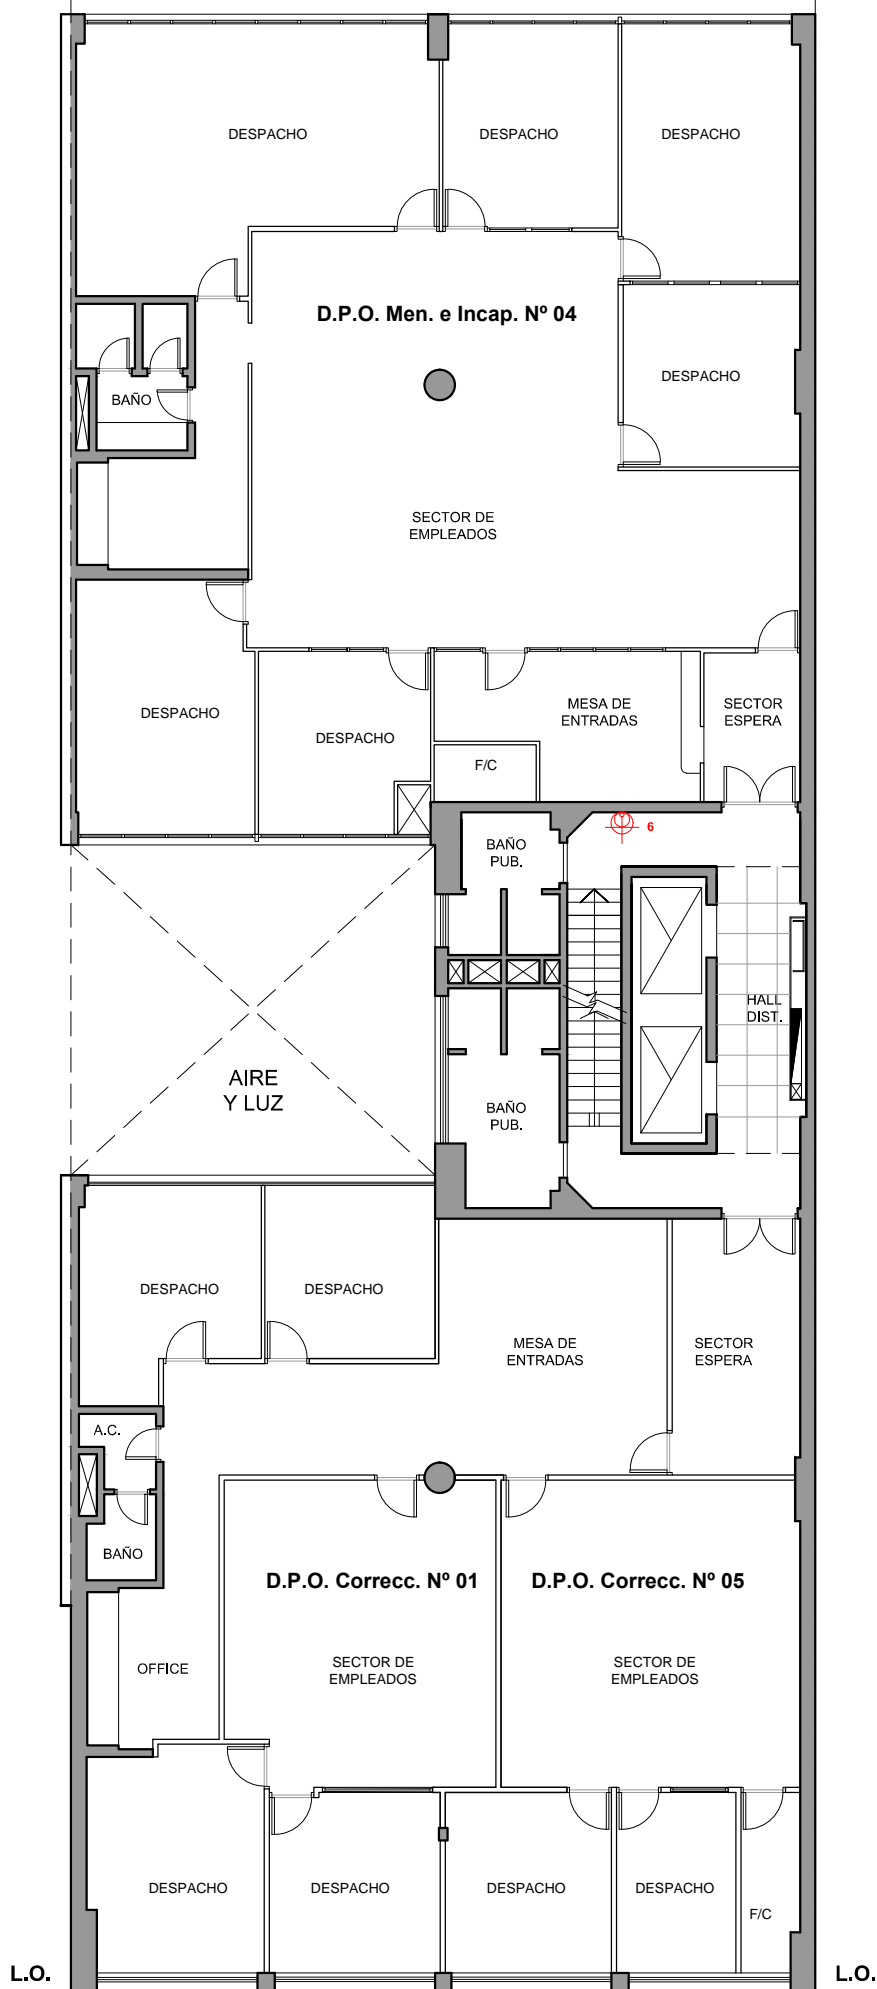 DESPACHO
DESPACHO
DESPACHO
D.P.O. Men. e Incap. Nº 04
DESPACHO
BAÑO
SECTOR DE
EMPLEADOS
DESPACHO
DESPACHO
MESA DE
ENTRADAS
SECTOR
ESPERA
F/C
6
BAÑO
PUB.
HALL
DIST.
AIRE
Y LUZ
BAÑO
PUB.
DESPACHO
DESPACHO
MESA DE
ENTRADAS
SECTOR
ESPERA
A.C.
BAÑO
D.P.O. Correcc. Nº 01
D.P.O. Correcc. Nº 05
OFFICE
SECTOR DE
EMPLEADOS
SECTOR DE
EMPLEADOS
DESPACHO
DESPACHO
DESPACHO
DESPACHO
F/C
L.O.
L.O.